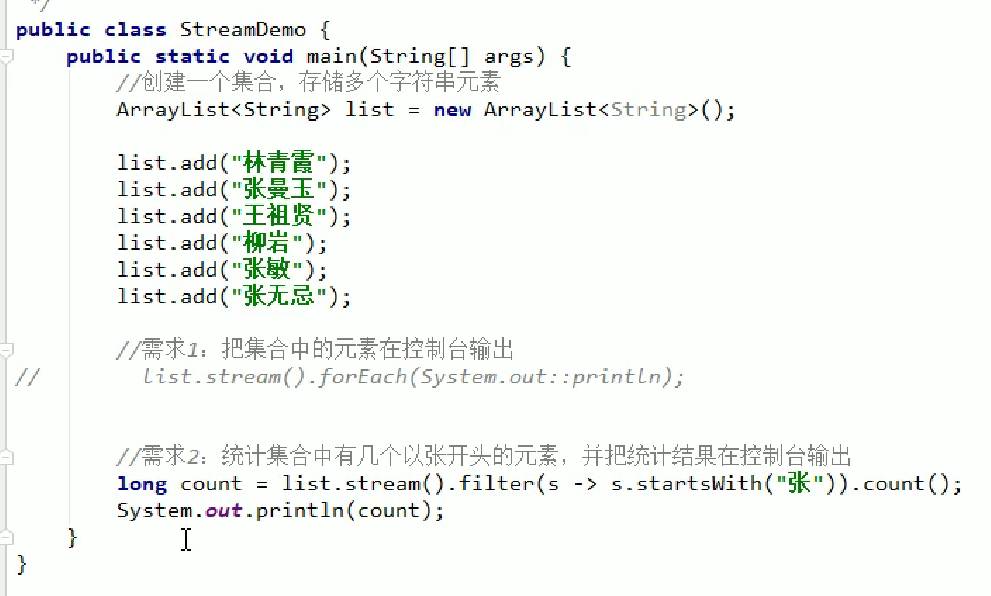 */
public class StreamDemo {
    public static void main(String[] args) {
        //创建一个集合，存储多个字符串元素
        ArrayList<String> list = new ArrayList<String>();

        list.add("林青霞");
        list.add("张曼玉");
        list.add("王祖贤");
        list.add("柳岩");
        list.add("张敏");
        list.add("张无忌");

        //需求1：把集合中的元素在控制台输出
//        list.stream().forEach(System.out::println);

        //需求2：统计集合中有几个以张开头的元素，并把统计结果在控制台输出
        long count = list.stream().filter(s -> s.startsWith("张")).count();
        System.out.println(count);
    }
}